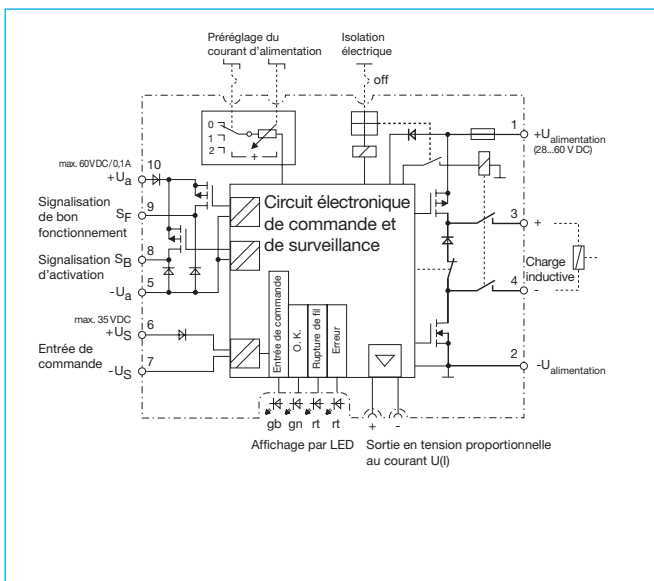 Préréglage du
courant d'alimentation
Isolation
électrique
off
0
1
2
+
1
+U alimentation
(28...60 V DC)
max. 60VDC/0,1A
10
+Ua
Signalisation
de bon
fonctionnement
9
SF
Signalisation
d'activation
8
SB
5
-Ua
max. 35 VDC
+US
6
Entrée de
commande
7
-US
Circuit électronique
de commande et
de surveillance
Entrée de commande
O. K.
Rupture de fil
Erreur
3
+
Charge
inductive
4
-
2
-U alimentation
gb gn rt rt
+ -
Affichage par LED
Sortie en tension proportionnelle
au courant U(I)